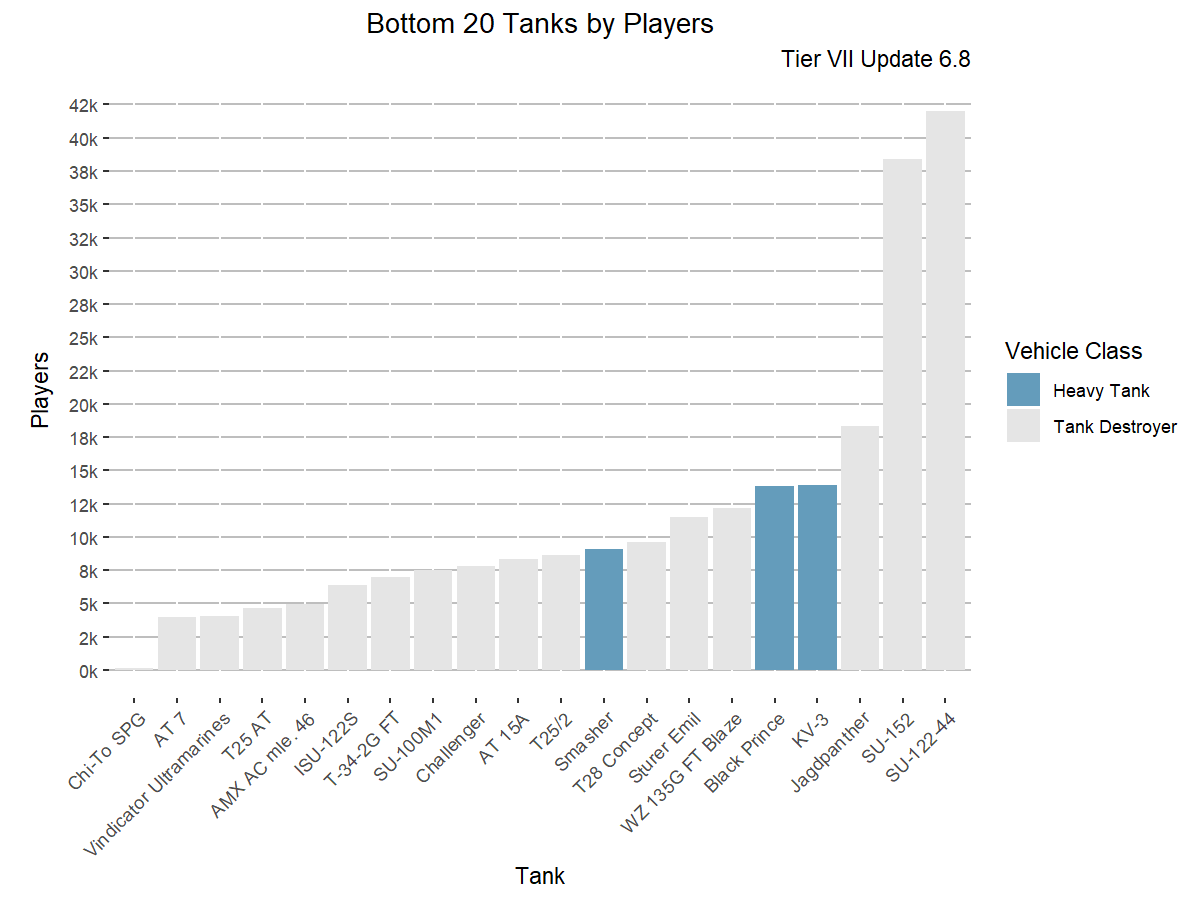 Bottom 20 Tanks by Players
Tier VII Update 6.8
Players
42k
40k
38k
35k
32k
30k
28k
25k
22k
20k
18k
15k
12k
10k
8k
5k
2k
0k
Chi-To SPG
AT 7
Vindicator Ultramarines
T25 AT
AMX AC mle. 46
ISU-122S
T-34-2G FT
SU-100M1
Challenger
AT 15A
T25/2
Smasher
T28 Concept
Sturer Emil
WZ 135G FT Blaze
Black Prince
KV-3
Jagdpanther
SU-152
SU-122-44
Tank
Vehicle Class
Heavy Tank
Tank Destroyer